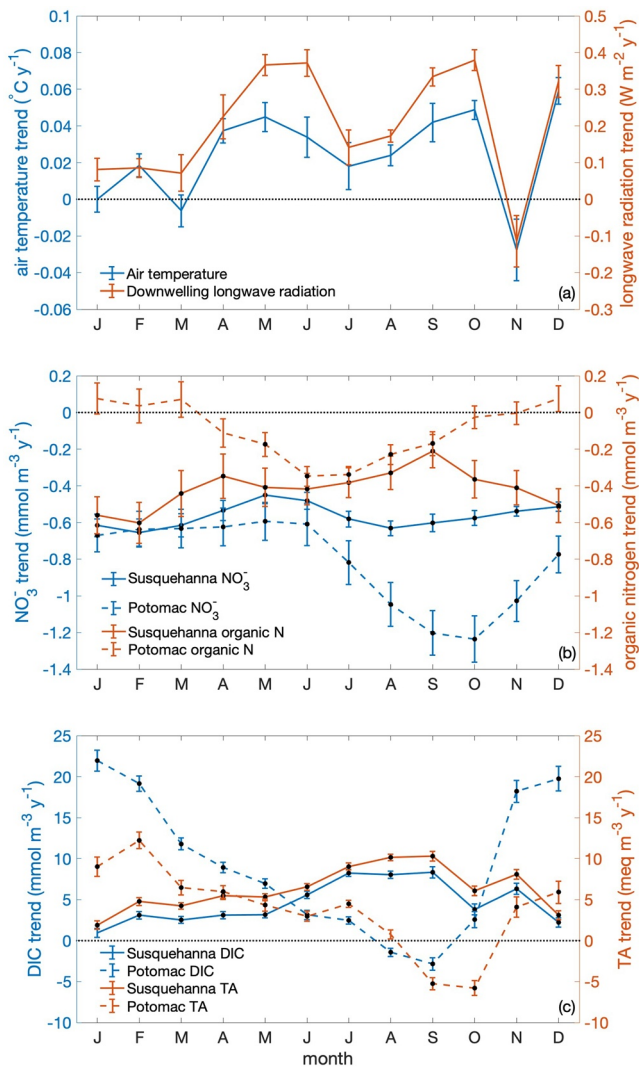 0.1
0.08
0.06
0.04
0.02
0
-0.02
-0.04
-0.06
air temperature trend (°C y⁻¹)
0.5
0.4
0.3
0.2
0.1
0
-0.1
-0.2
-0.3
longwave radiation trend (W m⁻² y⁻¹)
Air temperature
Downwelling longwave radiation
(a)
J F M A M J J A S O N D
0.2
0
-0.2
-0.4
-0.6
-0.8
-1
-1.2
-1.4
NO₃⁻ trend (mmol m⁻³ y⁻¹)
0.2
0
-0.2
-0.4
-0.6
-0.8
-1
-1.2
-1.4
organic nitrogen trend (mmol m⁻³ y⁻¹)
Susquehanna NO₃⁻
Potomac NO₃⁻
Susquehanna organic N
Potomac organic N
(b)
J F M A M J J A S O N D
25
20
15
10
5
0
-5
-10
DIC trend (mmol m⁻³ y⁻¹)
25
20
15
10
5
0
-5
-10
TA trend (meq m⁻³ y⁻¹)
Susquehanna DIC
Potomac DIC
Susquehanna TA
Potomac TA
(c)
J F M A M J J A S O N D
month